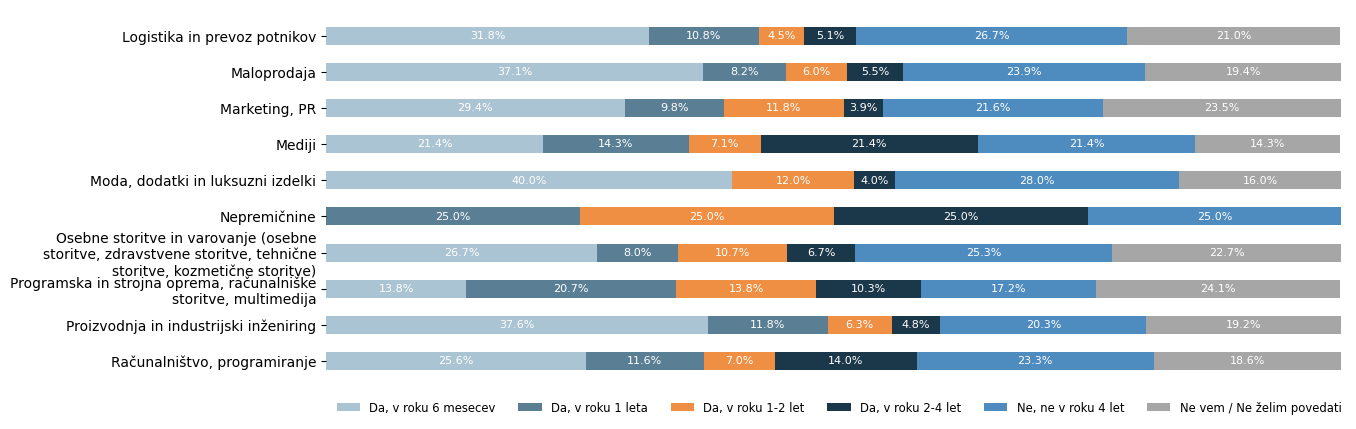 Logistika in prevoz potnikov
31.8% 10.8% 4.5% 5.1% 26.7% 21.0%
Maloprodaja
37.1% 8.2% 6.0% 5.5% 23.9% 19.4%
Marketing, PR
29.4% 9.8% 11.8% 3.9% 21.6% 23.5%
Mediji
21.4% 14.3% 7.1% 21.4% 21.4% 14.3%
Moda, dodatki in luksuzni izdelki
40.0% 12.0% 4.0% 28.0% 16.0%
Nepremičnine
25.0% 25.0% 25.0% 25.0%
Osebne storitve in varovanje (osebne
storitve, zdravstvene storitve, tehnične
storitve, kozmetične storitve)
26.7% 8.0% 10.7% 6.7% 25.3% 22.7%
Programska in strojna oprema, računalniške
storitve, multimedija
13.8% 20.7% 13.8% 10.3% 17.2% 24.1%
Proizvodnja in industrijski inženiring
37.6% 11.8% 6.3% 4.8% 20.3% 19.2%
Računalništvo, programiranje
25.6% 11.6% 7.0% 14.0% 23.3% 18.6%
Da, v roku 6 mesecev Da, v roku 1 leta Da, v roku 1-2 let Da, v roku 2-4 let Ne, ne v roku 4 let Ne vem / Ne želim povedati